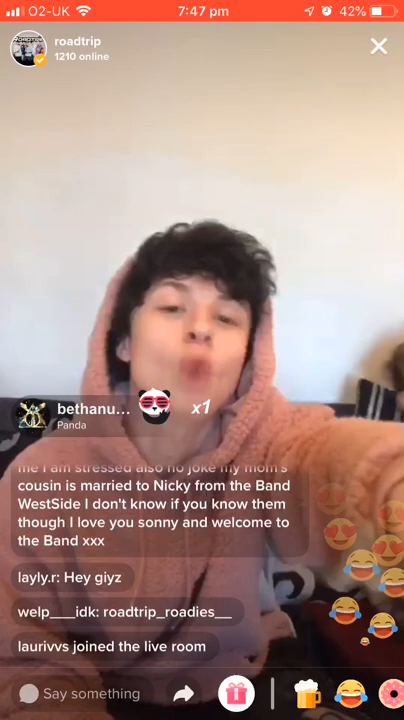 O2-UK 7:47 pm 42%
roadtrip
1210 online
bethanu... x1
Panda
me I am stressed also no joke my mom's
cousin is married to Nicky from the Band
WestSide I don't know if you know them
though I love you sonny and welcome to
the Band xxx
layly.r: Hey giyz
welp___idk: roadtrip_roadies__
laurivvs joined the live room
Say something